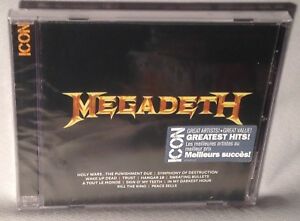 ICON
MEGADETH
ICON
GREAT ARTISTS! • GREAT VALUE!
GREATEST HITS!
Les meilleures artistes au
meilleur prix
Meilleurs succès!
HOLY WARS...THE PUNISHMENT DUE | SYMPHONY OF DESTRUCTION
WAKE UP DEAD | TRUST | HANGAR 18 | SWEATING BULLETS
A TOUT LE MONDE | SIGN O' MY TEETH | IN MY DARKEST HOUR
KILL THE KING | PEACE SELLS